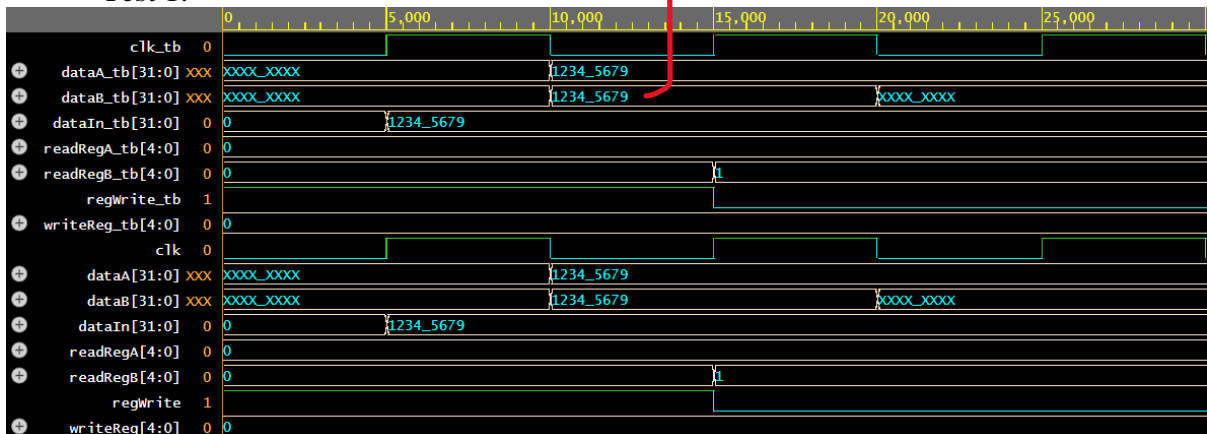 0 5,000 10,000 15,000 20,000 25,000
clk_tb 0
dataA_tb[31:0] XXX XXXX_XXXX 1234_5679
dataB_tb[31:0] XXX XXXX_XXXX 1234_5679 XXXX_XXXX
dataIn_tb[31:0] 0 0 1234_5679
readRegA_tb[4:0] 0 0
readRegB_tb[4:0] 0 0 1
regWrite_tb 1
writeReg_tb[4:0] 0 0
clk 0
dataA[31:0] XXX XXXX_XXXX 1234_5679
dataB[31:0] XXX XXXX_XXXX 1234_5679 XXXX_XXXX
dataIn[31:0] 0 0 1234_5679
readRegA[4:0] 0 0
readRegB[4:0] 0 0 1
regWrite 1
writeReg[4:0] 0 0